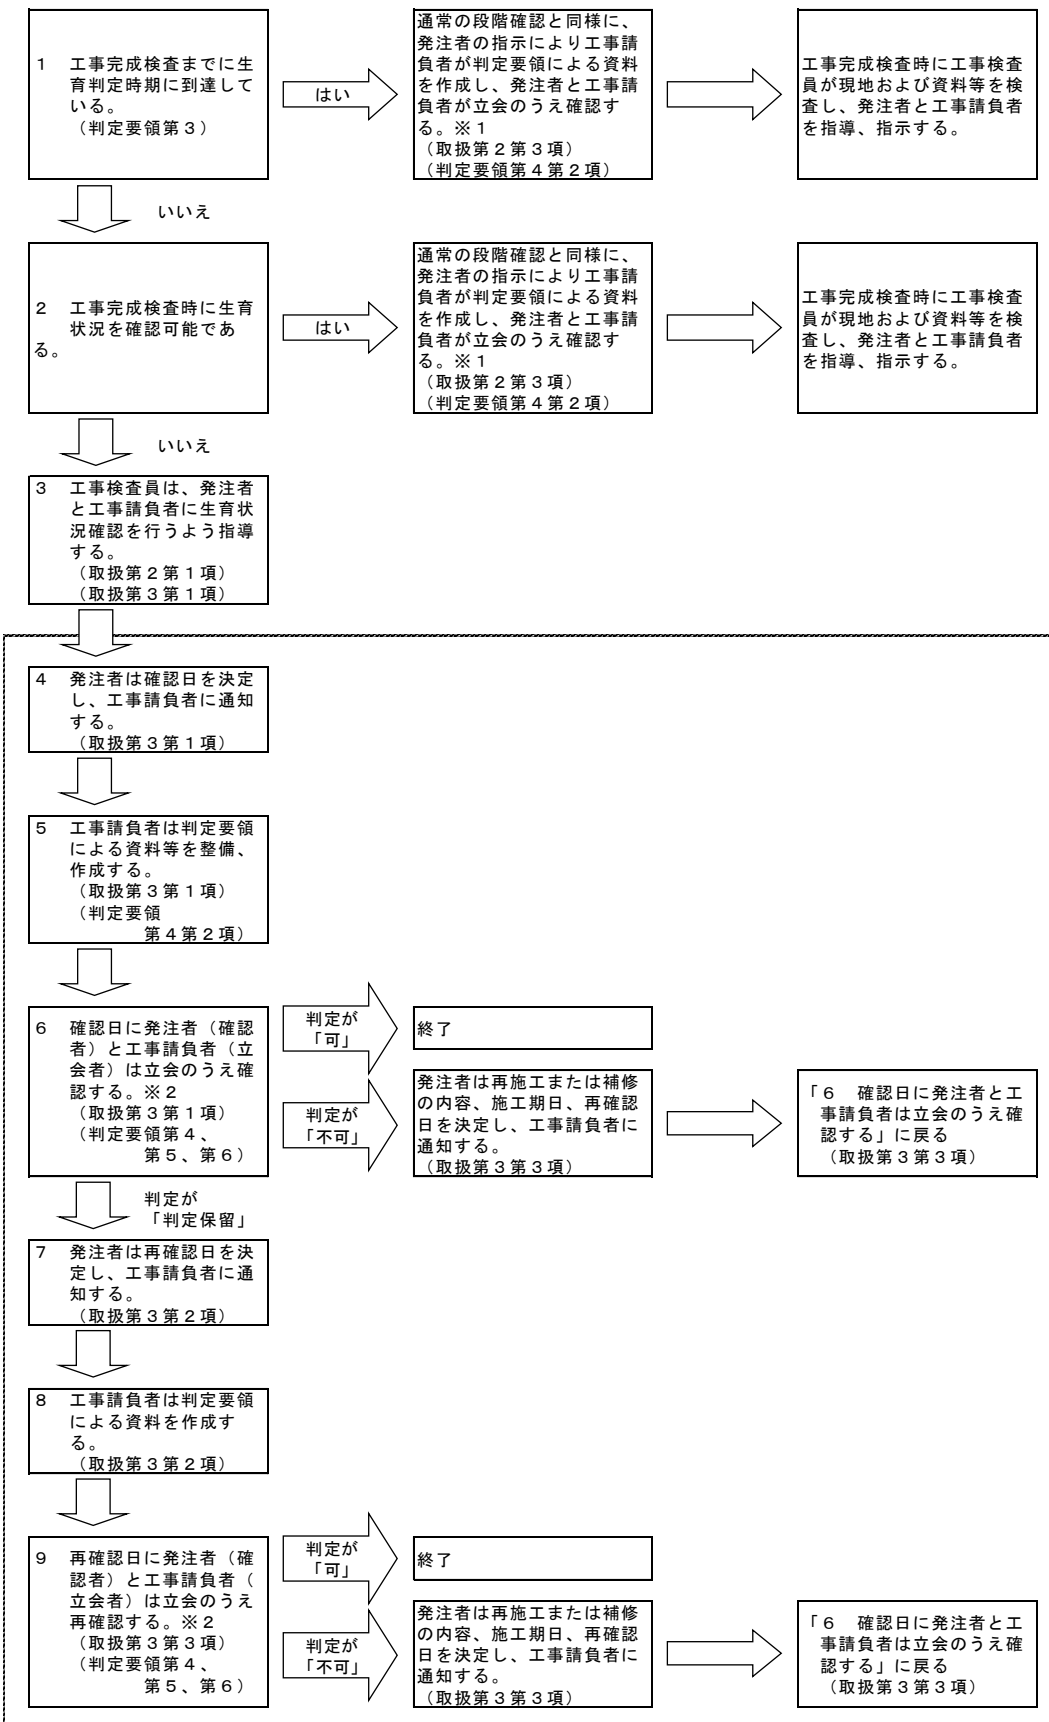 １　工事完成検査までに生
育判定時期に到達して
いる。
（判定要領第３）
はい
通常の段階確認と同様に、
発注者の指示により工事請
負者が判定要領による資料
を作成し、発注者と工事請
負者が立会のうえ確認す
る。※１
（取扱第２第３項）
（判定要領第４第２項）
工事完成検査時に工事検査
員が現地および資料等を検
査し、発注者と工事請負者
を指導、指示する。
いいえ
２　工事完成検査時に生育
状況を確認可能であ
る。
はい
通常の段階確認と同様に、
発注者の指示により工事請
負者が判定要領による資料
を作成し、発注者と工事請
負者が立会のうえ確認す
る。※１
（取扱第２第３項）
（判定要領第４第２項）
工事完成検査時に工事検査
員が現地および資料等を検
査し、発注者と工事請負者
を指導、指示する。
いいえ
３　工事検査員は、発注者
と工事請負者に生育状
況確認を行うよう指導
する。
（取扱第２第１項）
（取扱第３第１項）
４　発注者は確認日を決定
し、工事請負者に通知
する。
（取扱第３第１項）
５　工事請負者は判定要領
による資料等を整備、
作成する。
（取扱第３第１項）
（判定要領
第４第２項）
６　確認日に発注者（確認
者）と工事請負者（立
会者）は立会のうえ確
認する。※２
（取扱第３第１項）
（判定要領第４、
第５、第６）
判定が
「可」
終了
判定が
「不可」
発注者は再施工または補修
の内容、施工期日、再確認
日を決定し、工事請負者に
通知する。
（取扱第３第３項）
「６　確認日に発注者と工
事請負者は立会のうえ確
認する」に戻る
（取扱第３第３項）
判定が
「判定保留」
７　発注者は再確認日を決
定し、工事請負者に通
知する。
（取扱第３第２項）
８　工事請負者は判定要領
による資料を作成す
る。
（取扱第３第２項）
９　再確認日に発注者（確
認者）と工事請負者（
立会者）は立会のうえ
再確認する。※２
（取扱第３第３項）
（判定要領第４、
第５、第６）
判定が
「可」
終了
判定が
「不可」
発注者は再施工または補修
の内容、施工期日、再確認
日を決定し、工事請負者に
通知する。
（取扱第３第３項）
「６　確認日に発注者と工
事請負者は立会のうえ確
認する」に戻る
（取扱第３第３項）